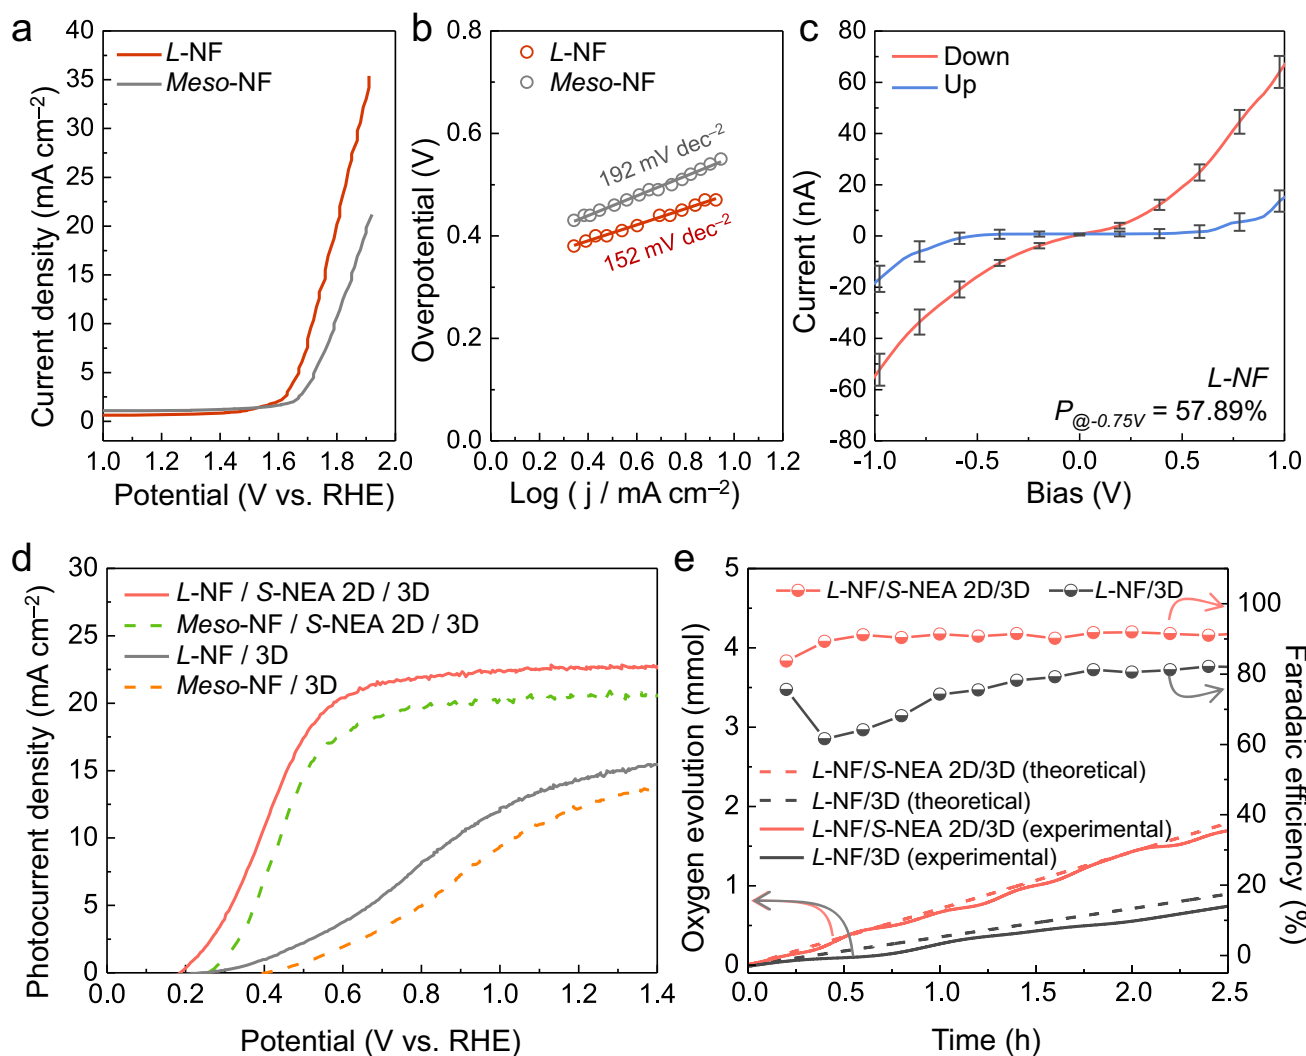 a
40
35
30
25
20
15
10
5
0
L-NF
Meso-NF
Current density (mA cm⁻²)
1.0 1.2 1.4 1.6 1.8 2.0
Potential (V vs. RHE)
b
0.8
0.6
0.4
0.2
0.0
L-NF
Meso-NF
192 mV dec⁻²
152 mV dec⁻²
Overpotential (V)
0.0 0.2 0.4 0.6 0.8 1.0 1.2
Log ( j / mA cm⁻²)
c
80
60
40
20
0
-20
-40
-60
-80
Down
Up
Current (nA)
L-NF
P@-0.75V = 57.89%
-1.0 -0.5 0.0 0.5 1.0
Bias (V)
d
30
25
20
15
10
5
0
L-NF / S-NEA 2D / 3D
Meso-NF / S-NEA 2D / 3D
L-NF / 3D
Meso-NF / 3D
Photocurrent density (mA cm⁻²)
0.0 0.2 0.4 0.6 0.8 1.0 1.2 1.4
Potential (V vs. RHE)
e
5
4
3
2
1
0
L-NF/S-NEA 2D/3D L-NF/3D
L-NF/S-NEA 2D/3D (theoretical)
L-NF/3D (theoretical)
L-NF/S-NEA 2D/3D (experimental)
L-NF/3D (experimental)
Oxygen evolution (mmol)
100
80
60
40
20
0
Faradaic efficiency (%)
0.0 0.5 1.0 1.5 2.0 2.5
Time (h)